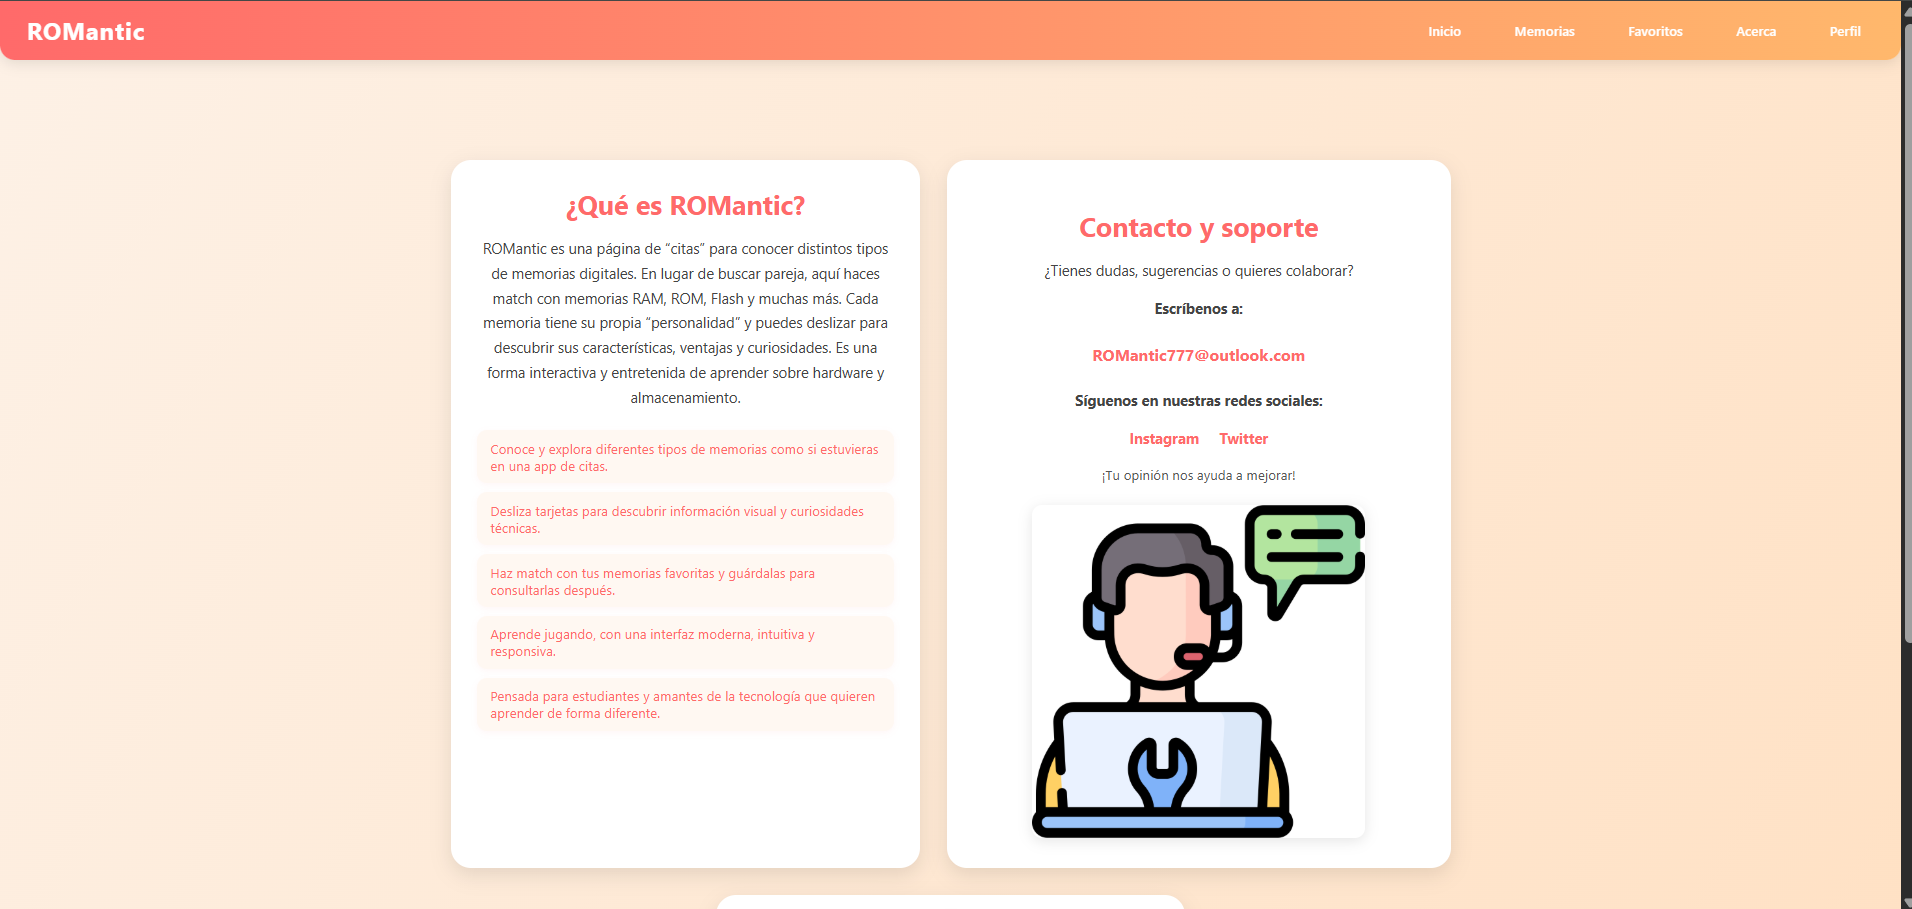 ROMantic
Inicio
Memorias
Favoritos
Acerca
Perfil
¿Qué es ROMantic?
ROMantic es una página de “citas” para conocer distintos tipos
de memorias digitales. En lugar de buscar pareja, aquí haces
match con memorias RAM, ROM, Flash y muchas más. Cada
memoria tiene su propia “personalidad” y puedes deslizar para
descubrir sus características, ventajas y curiosidades. Es una
forma interactiva y entretenida de aprender sobre hardware y
almacenamiento.
Conoce y explora diferentes tipos de memorias como si estuvieras
en una app de citas.
Desliza tarjetas para descubrir información visual y curiosidades
técnicas.
Haz match con tus memorias favoritas y guárdalas para
consultarlas después.
Aprende jugando, con una interfaz moderna, intuitiva y
responsiva.
Pensada para estudiantes y amantes de la tecnología que quieren
aprender de forma diferente.
Contacto y soporte
¿Tienes dudas, sugerencias o quieres colaborar?
Escríbenos a:
ROMantic777@outlook.com
Síguenos en nuestras redes sociales:
Instagram Twitter
¡Tu opinión nos ayuda a mejorar!